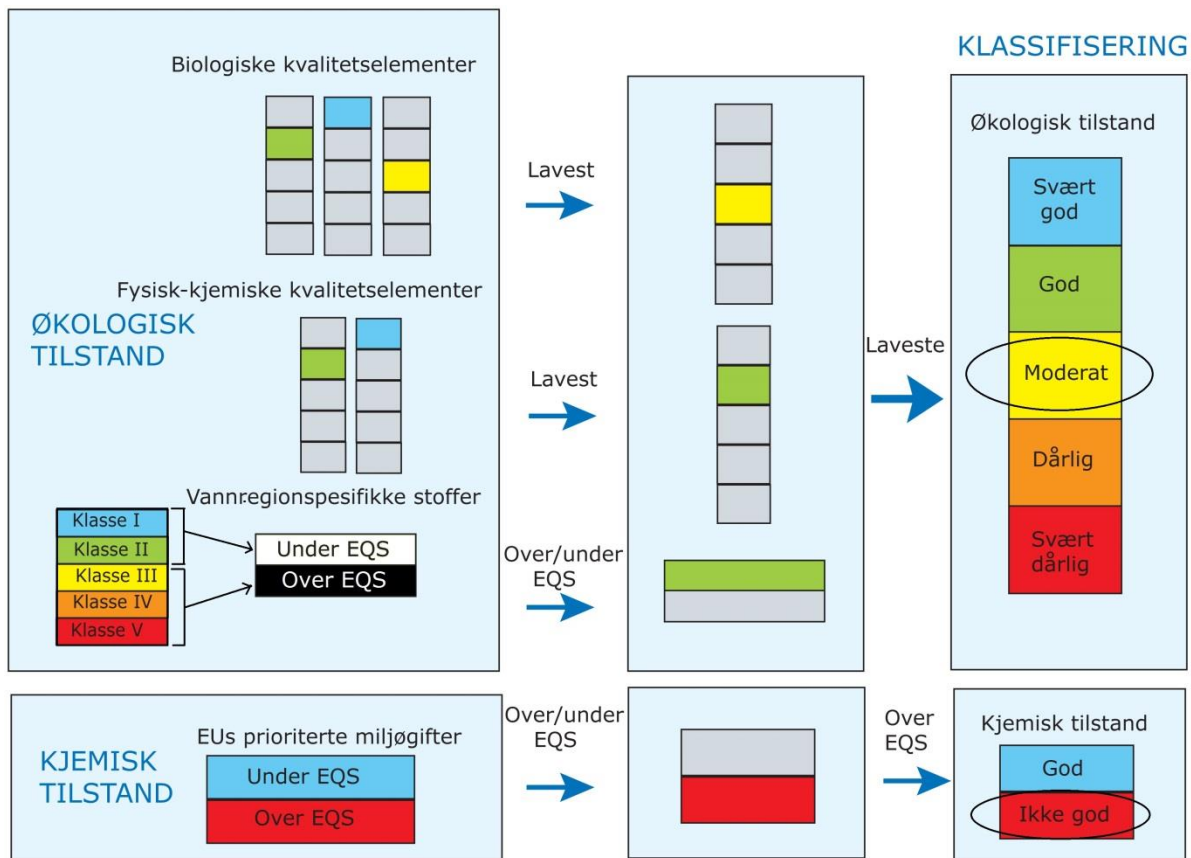 KLASSIFISERING
Biologiske kvalitetselementer
Lavest
Fysisk-kjemiske kvalitetselementer
ØKOLOGISK
TILSTAND
Lavest
Vannregionspesifikke stoffer
Klasse I
Klasse II
Klasse III
Klasse IV
Klasse V
Under EQS
Over EQS
Over/under
EQS
Laveste
Økologisk tilstand
Svært
god
God
Moderat
Dårlig
Svært
dårlig
KJEMISK
TILSTAND
EUs prioriterte miljøgifter
Under EQS
Over EQS
Over/under
EQS
Over
EQS
Kjemisk tilstand
God
Ikke god